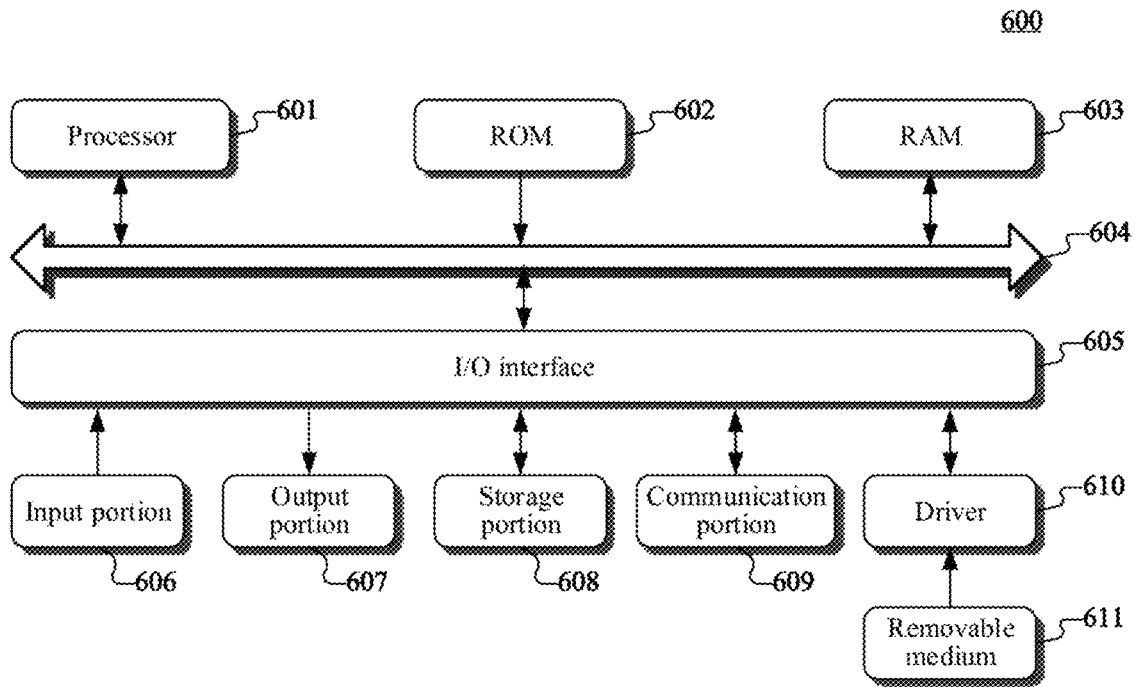 600
Processor
601
ROM
602
RAM
603
604
I/O interface
605
Input portion
606
Output
portion
607
Storage
portion
608
Communication
portion
609
Driver
610
Removable
medium
611